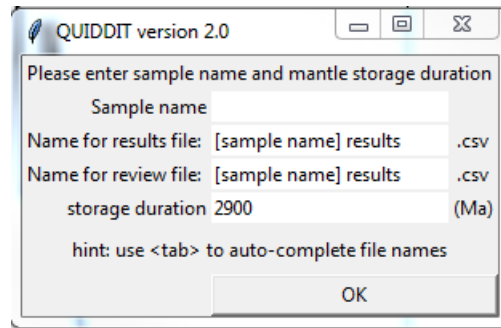 QUIDDIT version 2.0
Please enter sample name and mantle storage duration
Sample name
Name for results file: [sample name] results .csv
Name for review file: [sample name] results .csv
storage duration 2900 (Ma)
hint: use <tab> to auto-complete file names
OK